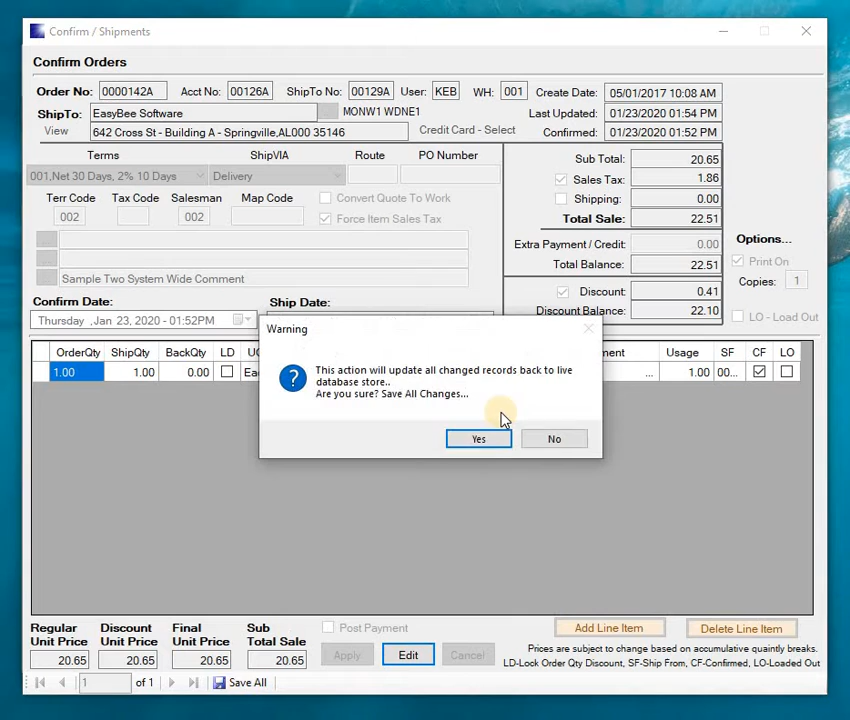 Confirm / Shipments
Confirm Orders
Order No: 0000142A Acct No: 00126A ShipTo No: 00129A User: KEB WH: 001 Create Date: 05/01/2017 10:08 AM
ShipTo: EasyBee Software MONW1 WDNE1 Last Updated: 01/23/2020 01:54 PM
View 642 Cross St - Building A - Springville,AL000 35146 Credit Card - Select Confirmed: 01/23/2020 01:52 PM
Terms ShipVIA Route PO Number Sub Total: 20.65
001,Net 30 Days, 2% 10 Days Delivery Sales Tax: 1.86
Terr Code Tax Code Salesman Map Code Convert Quote To Work Shipping: 0.00
002 002 Force Item Sales Tax Total Sale: 22.51
Extra Payment / Credit: 0.00 Options...
Total Balance: 22.51 Print On
Sample Two System Wide Comment Copies: 1
Confirm Date: Ship Date: Discount: 0.41
Thursday ,Jan 23, 2020 - 01:52PM Discount Balance: 22.10 LO - Load Out
Warning
OrderQty ShipQty BackQty LD Usage SF CF LO
1.00 1.00 0.00 ... 1.00 00...
This action will update all changed records back to live
database store..
Are you sure? Save All Changes...
Yes No
Regular Discount Final Sub Post Payment Add Line Item Delete Line Item
Unit Price Unit Price Unit Price Total Sale Prices are subject to change based on accumulative quaintly breaks.
20.65 20.65 20.65 20.65 Apply Edit Cancel LD-Lock Order Qty Discount, SF-Ship From, CF-Confirmed, LO-Loaded Out
1 of 1 Save All